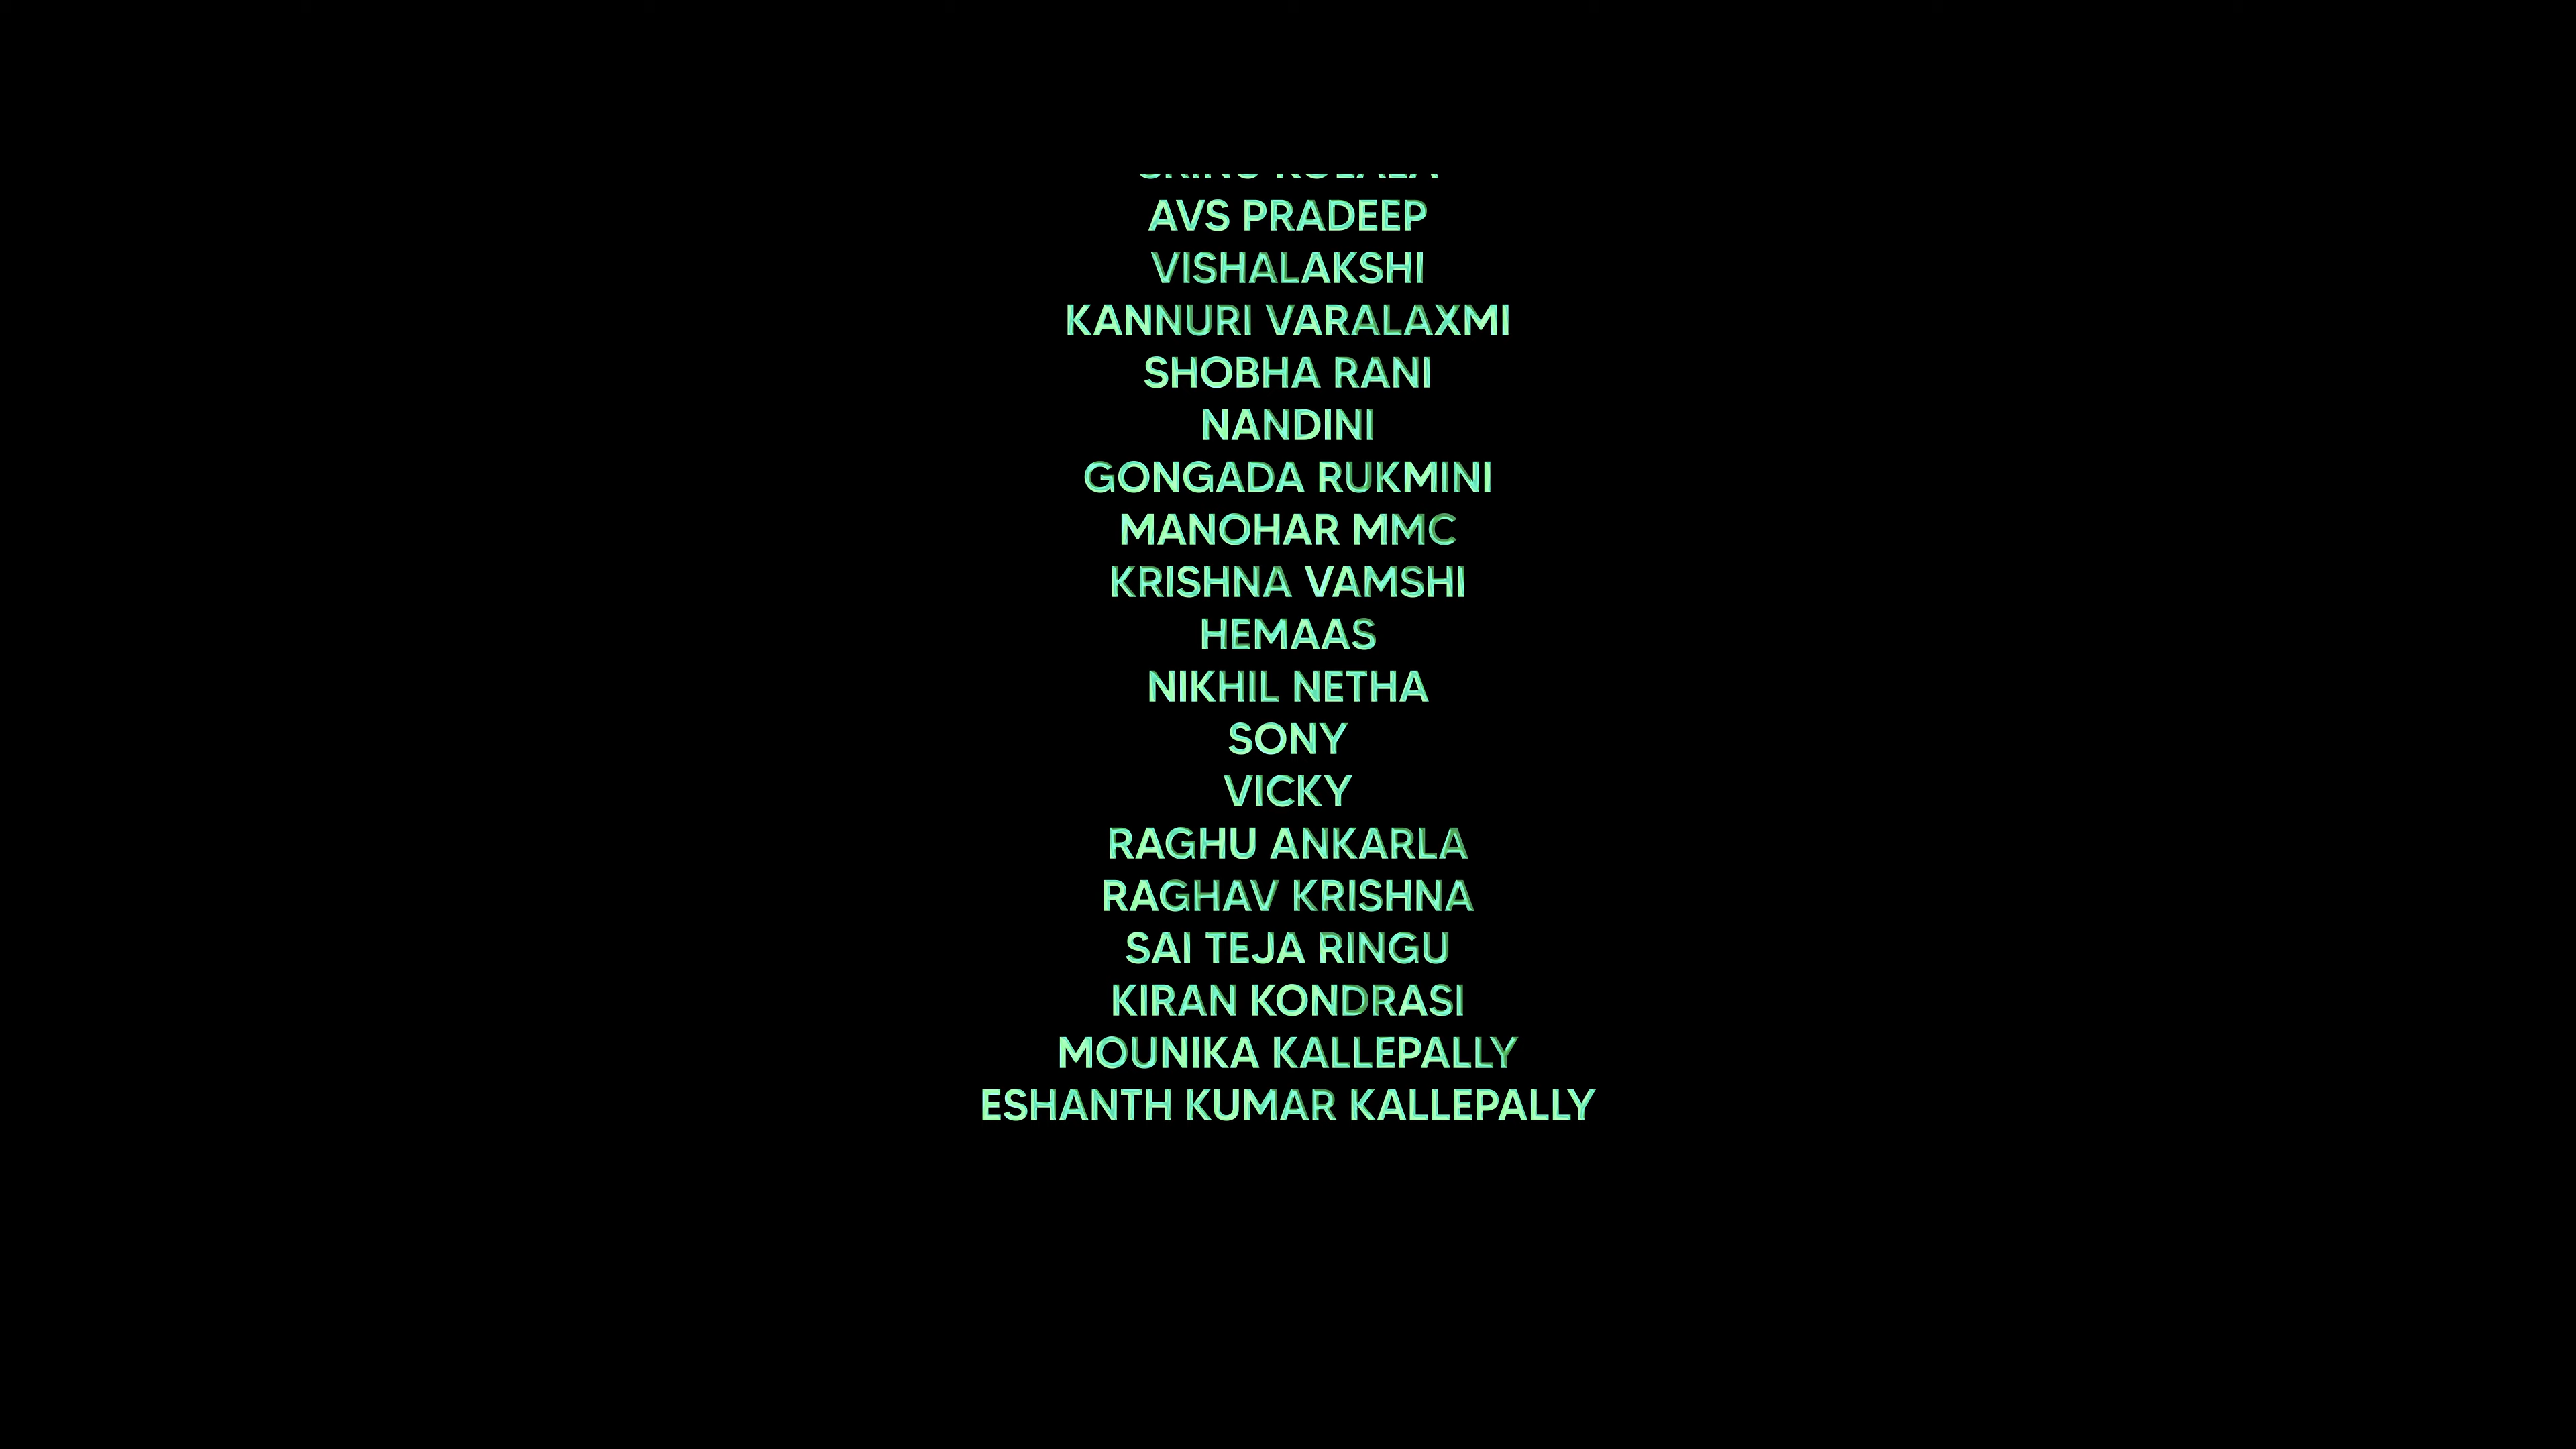 AVS PRADEEP
VISHALAKSHI
KANNURI VARALAXMI
SHOBHA RANI
NANDINI
GONGADA RUKMINI
MANOHAR MMC
KRISHNA VAMSHI
HEMAAS
NIKHIL NETHA
SONY
VICKY
RAGHU ANKARLA
RAGHAV KRISHNA
SAI TEJA RINGU
KIRAN KONDRASI
MOUNIKA KALLEPALLY
ESHANTH KUMAR KALLEPALLY